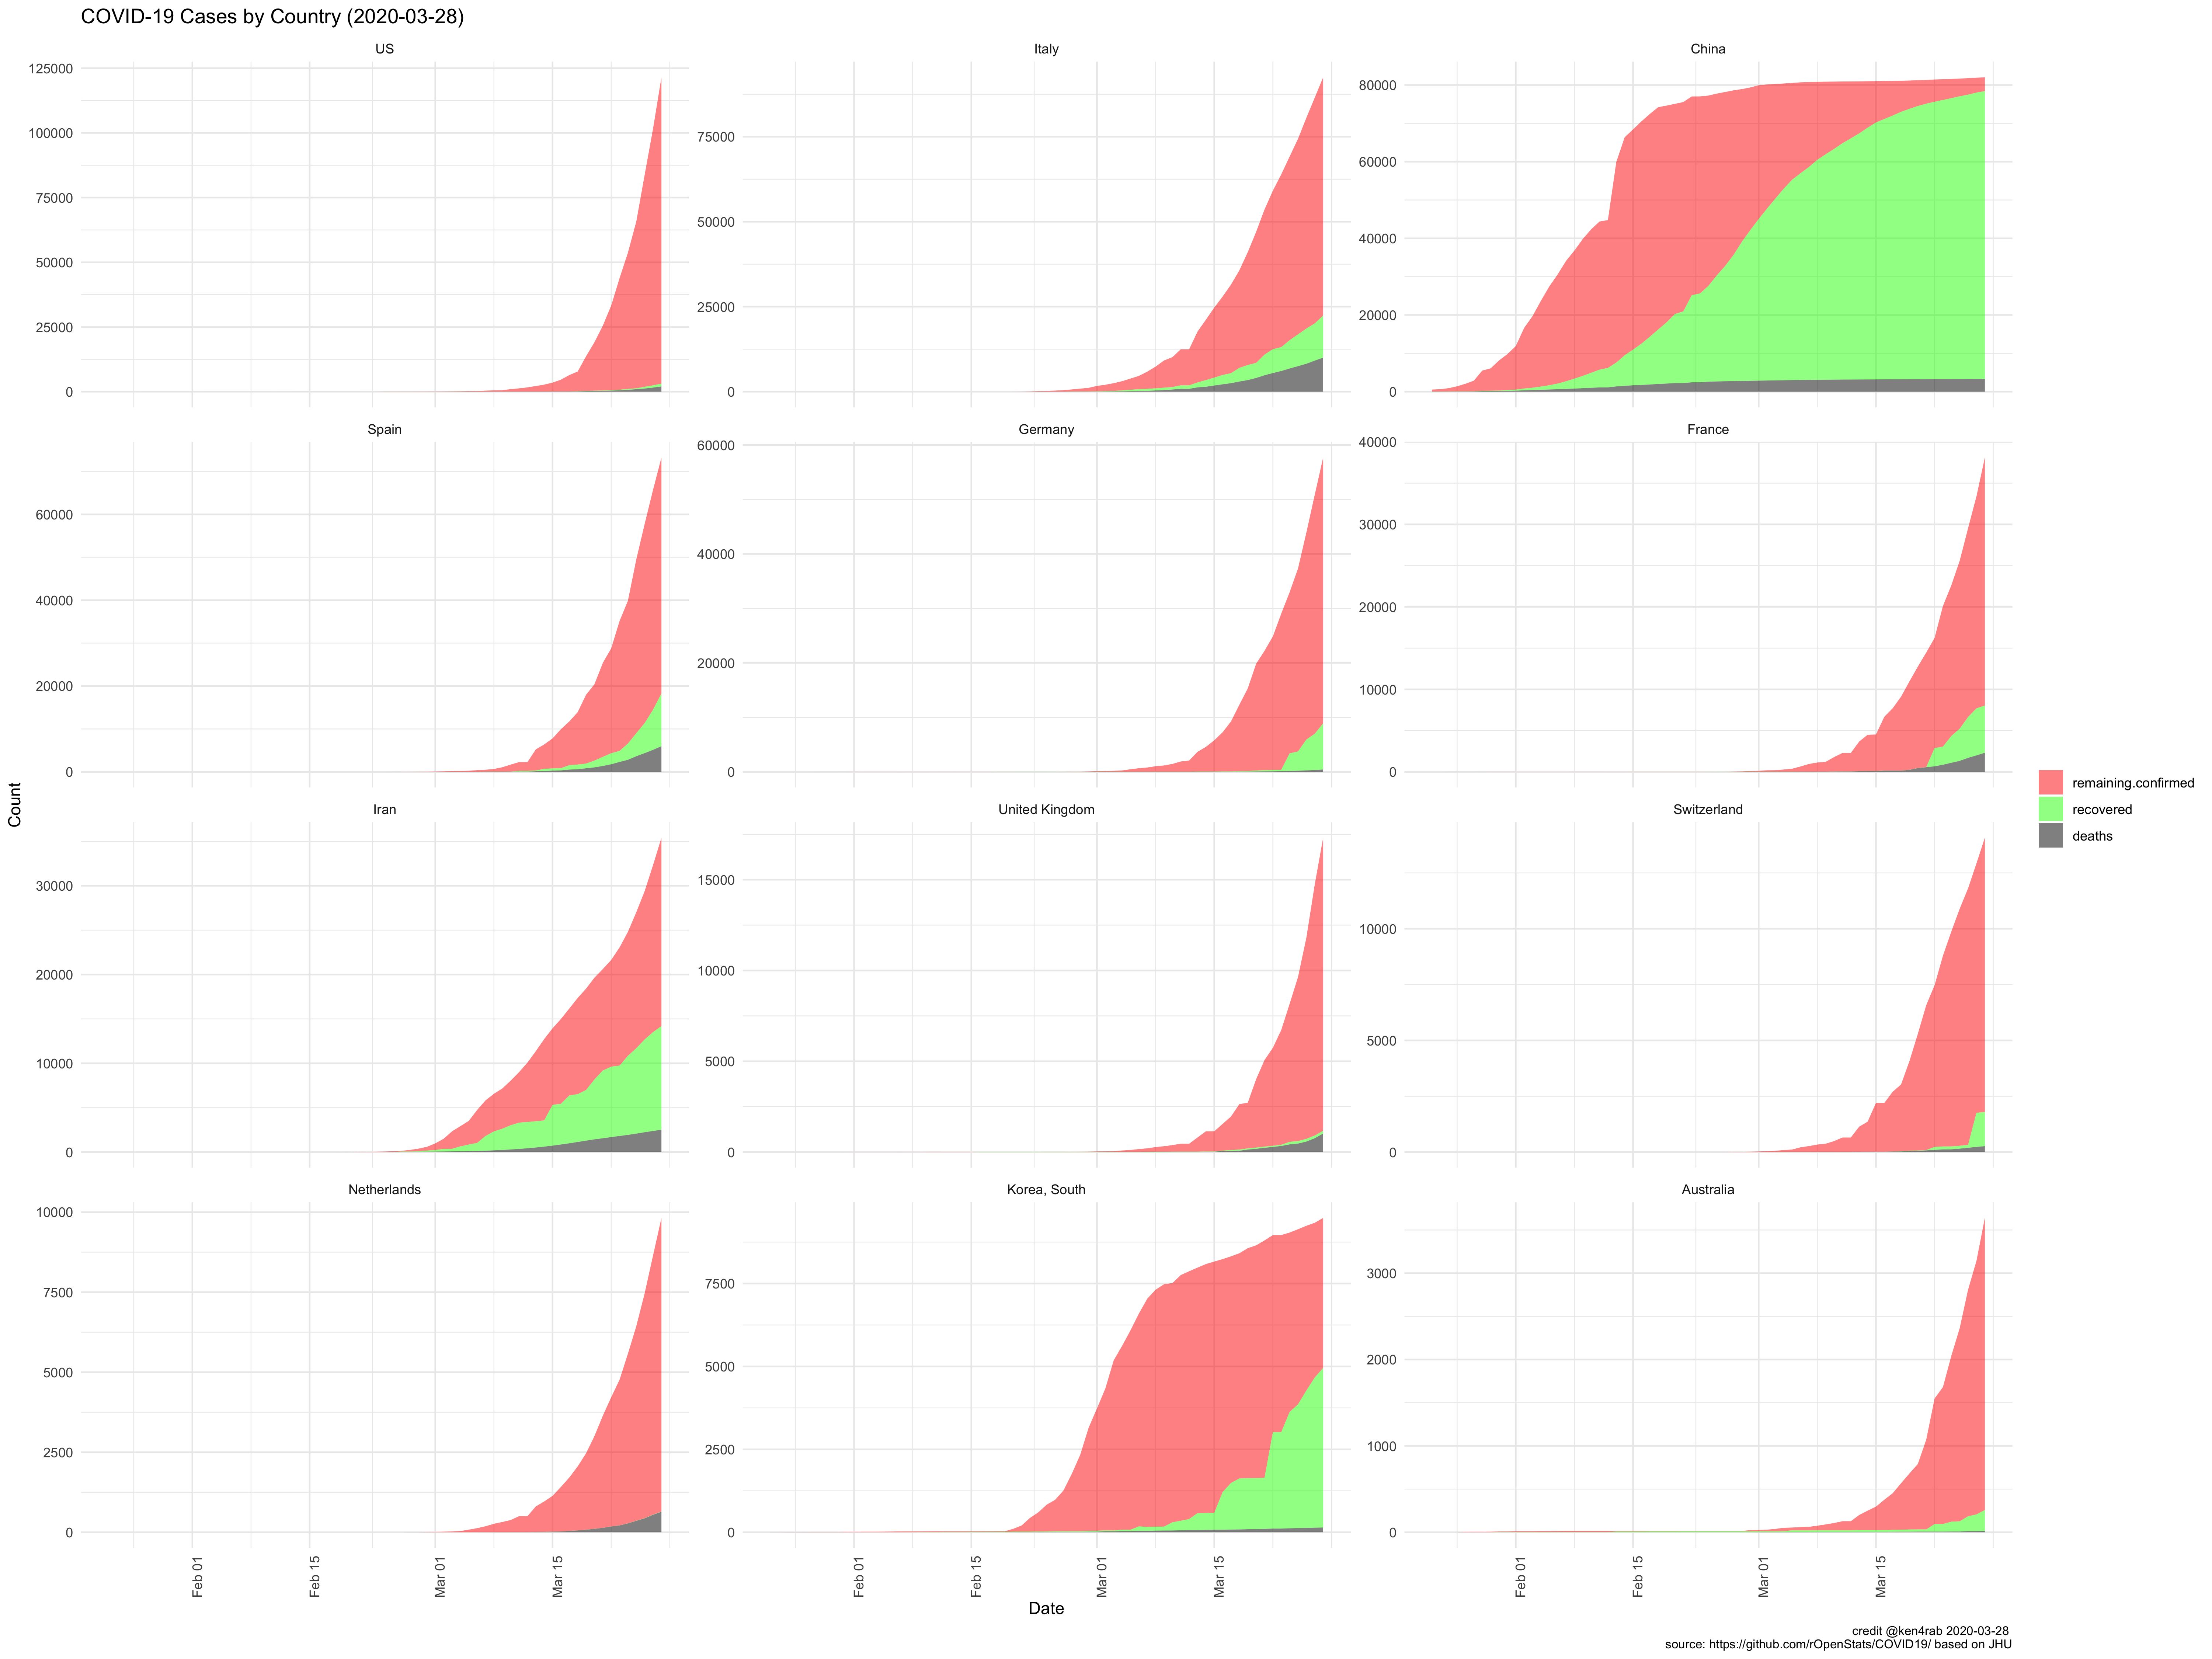 COVID-19 Cases by Country (2020-03-28)
US
Italy
China
125000
100000
75000
50000
25000
0
75000
50000
25000
0
80000
60000
40000
20000
0
Spain
Germany
France
60000
40000
20000
0
60000
40000
20000
0
40000
30000
20000
10000
0
Count
remaining.confirmed
recovered
deaths
Iran
United Kingdom
Switzerland
30000
20000
10000
0
15000
10000
5000
0
10000
5000
0
Netherlands
Korea, South
Australia
10000
7500
5000
2500
0
7500
5000
2500
0
3000
2000
1000
0
Feb 01
Feb 15
Mar 01
Mar 15
Feb 01
Feb 15
Mar 01
Mar 15
Feb 01
Feb 15
Mar 01
Mar 15
Date
credit @ken4rab 2020-03-28
source: https://github.com/rOpenStats/COVID19/ based on JHU